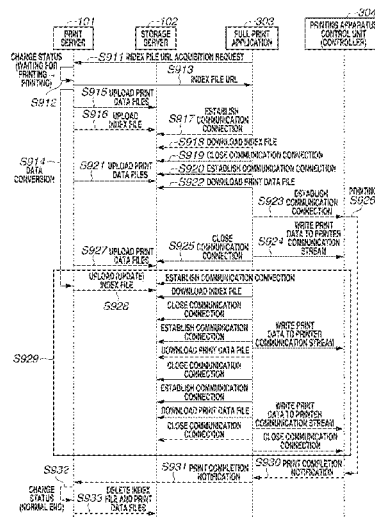 101
PRINT
SERVER
102
STORAGE
SERVER
303
FULL PRINT
APPLICATION
304
PRINTING APPARATUS
CONTROL UNIT
(CONTROLLER)
CHARGE STATUS
(WAITING FOR
PRINTING →
PRINTING)
S911 INDEX FILE URL ACQUISITION REQUEST
S913
INDEX FILE URL
S912
S915 UPLOAD PRINT
DATA FILES
S916 UPLOAD
INDEX FILE
ESTABLISH
COMMUNICATION
CONNECTION
S917
S918 DOWNLOAD INDEX FILE
S919 CLOSE COMMUNICATION CONNECTION
S920 ESTABLISH COMMUNICATION CONNECTION
S914
DATA
CONVERSION
S921 UPLOAD PRINT
DATA FILES
S922 DOWNLOAD PRINT DATA FILE
S923 ESTABLISH
COMMUNICATION
CONNECTION
PRINTING
S926
WRITE PRINT
DATA TO PRINTER
COMMUNICATION
STREAM
S924
CLOSE
COMMUNICATION
CONNECTION
S925
S927 UPLOAD PRINT
DATA FILES
UPLOAD (UPDATE)
INDEX FILE
S928
ESTABLISH COMMUNICATION CONNECTION
DOWNLOAD INDEX FILE
CLOSE COMMUNICATION
CONNECTION
ESTABLISH COMMUNICATION
CONNECTION
WRITE PRINT
DATA TO PRINTER
COMMUNICATION STREAM
S929
DOWNLOAD PRINT DATA FILE
CLOSE COMMUNICATION
CONNECTION
ESTABLISH COMMUNICATION
CONNECTION
DOWNLOAD PRINT DATA FILE
WRITE PRINT
DATA TO PRINTER
COMMUNICATION STREAM
CLOSE COMMUNICATION
CONNECTION
CLOSE COMMUNICATION
CONNECTION
S930 PRINT COMPLETION
NOTIFICATION
S931 PRINT COMPLETION
NOTIFICATION
S932
CHARGE
STATUS
(NORMAL END)
DELETE INDEX
FILE AND PRINT
DATA FILES
S933